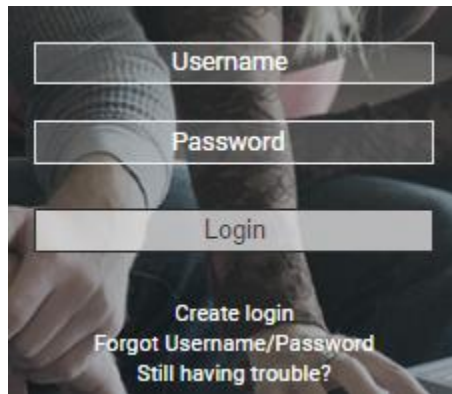 Username
Password
Login
Create login
Forgot Username/Password
Still having trouble?